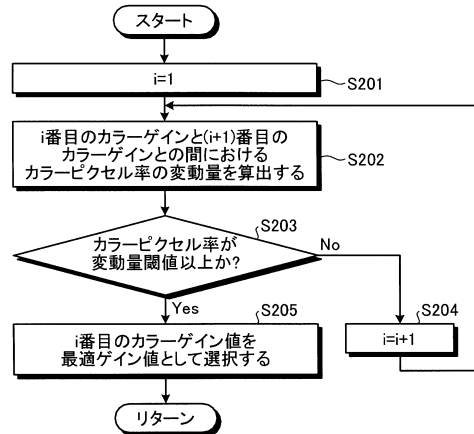 スタート
i=1
S201
i番目のカラーゲインと(i+1)番目の
カラーゲインとの間における
カラーピクセル率の変動量を算出する
S202
カラーピクセル率が
変動量閾値以上か?
S203
No
Yes
S204
i=i+1
S205
i番目のカラーゲイン値を
最適ゲイン値として選択する
リターン